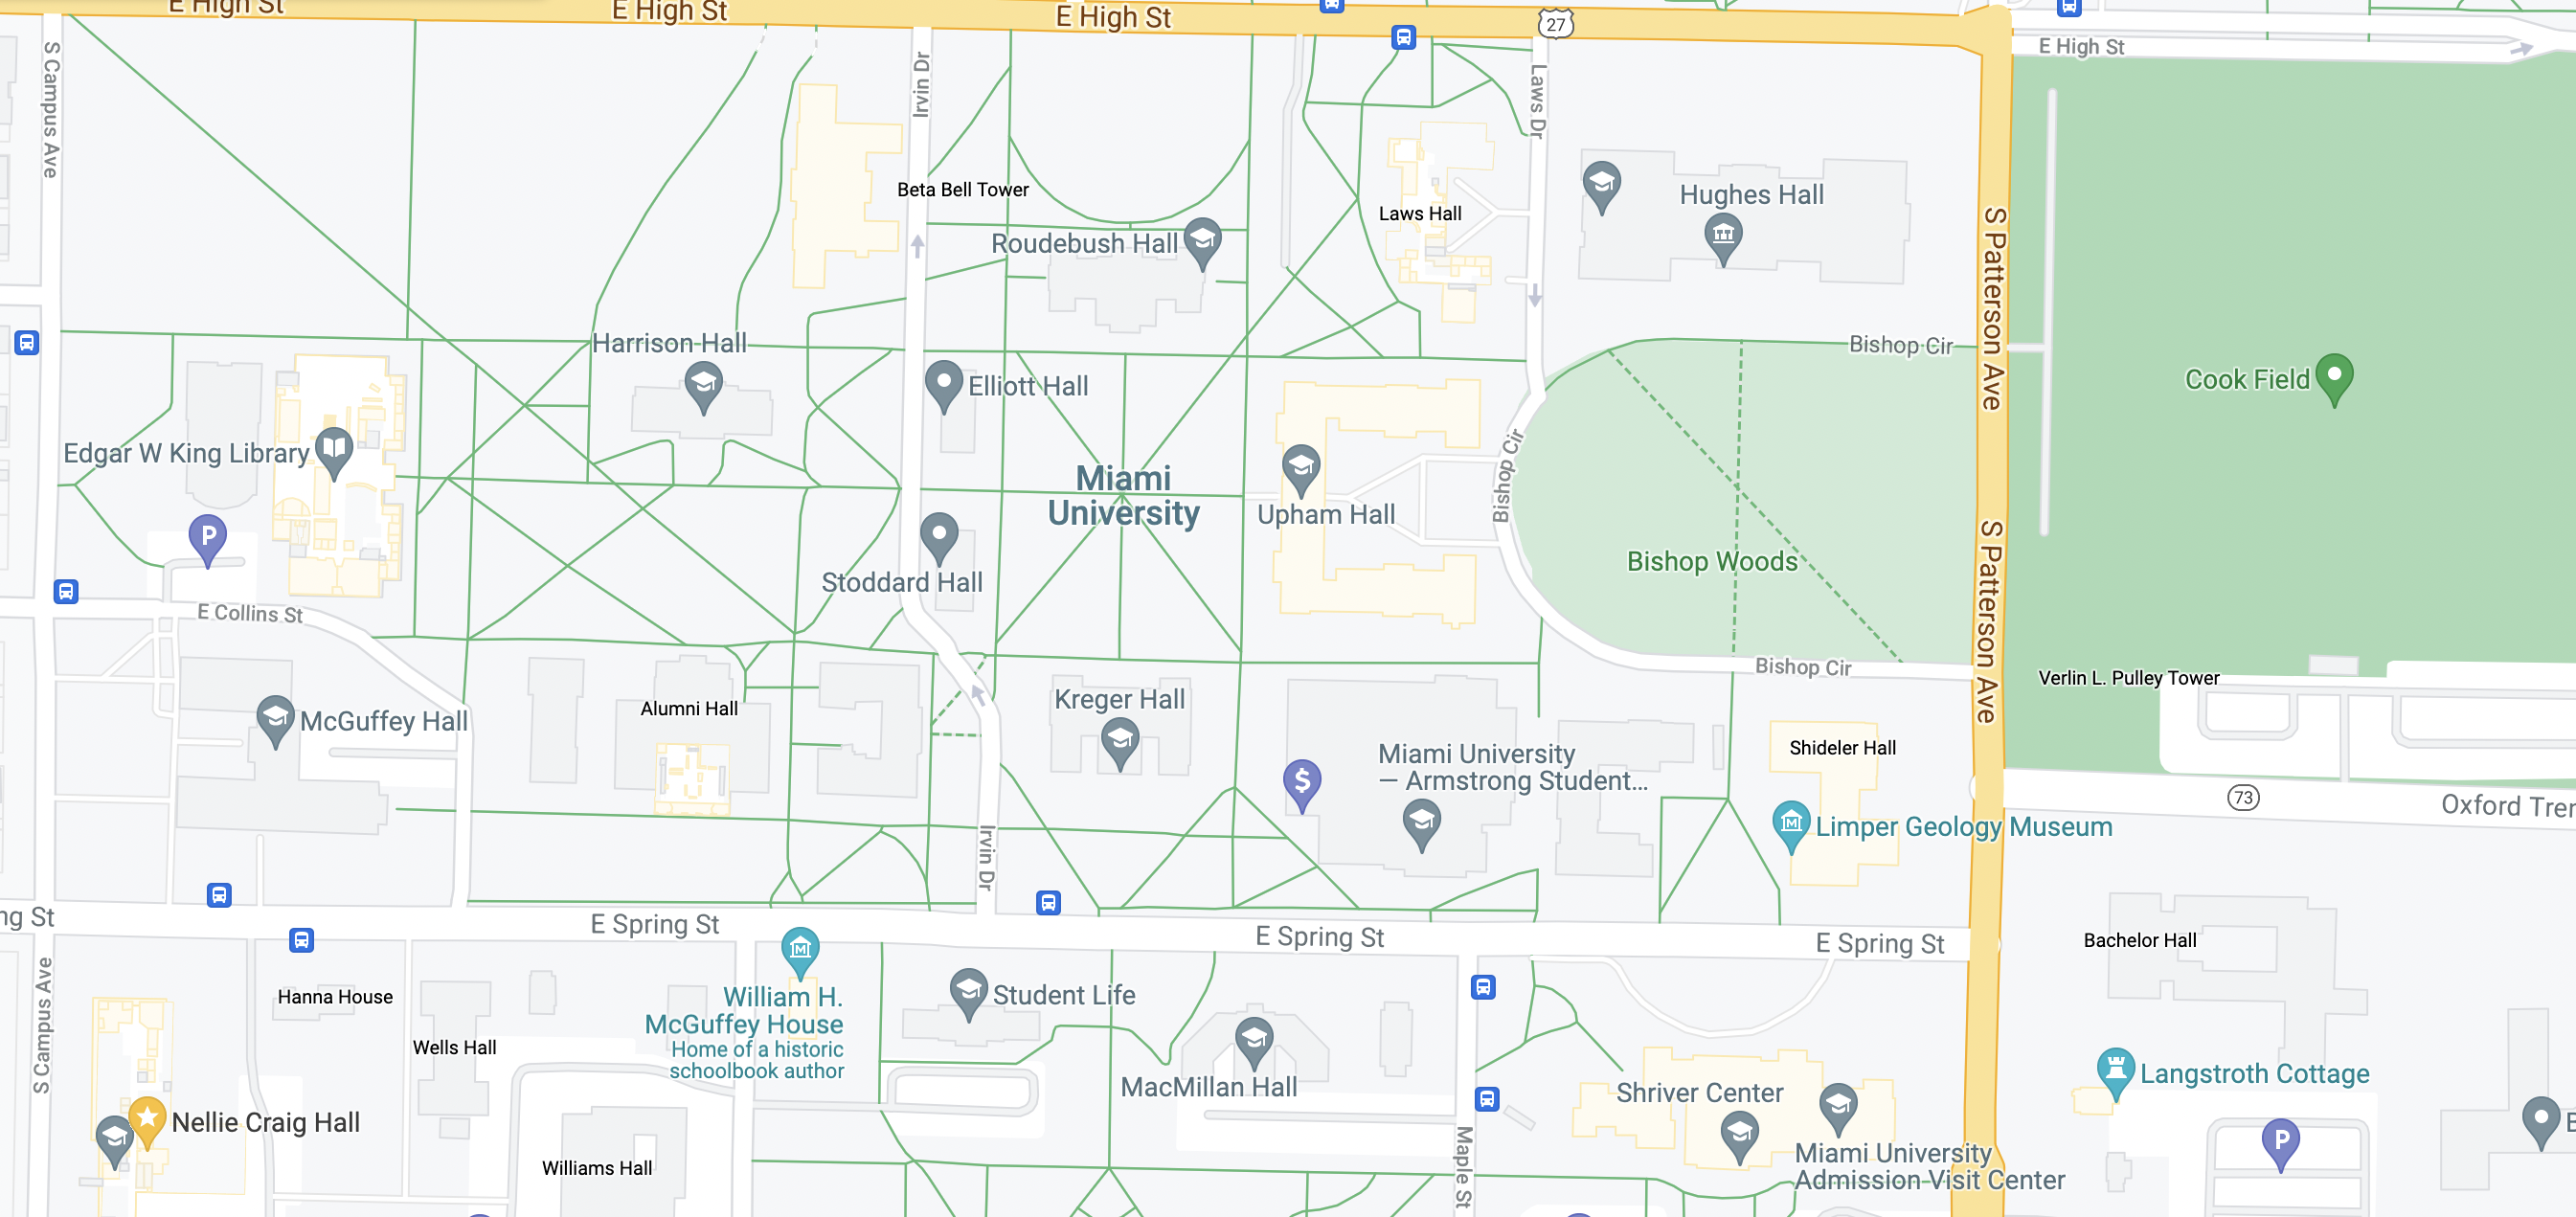 E High St
E High St
E High St
27
E High St
S Campus Ave
Irvin Dr
Laws Dr
Beta Bell Tower
Laws Hall
Hughes Hall
Roudebush Hall
S Patterson Ave
Harrison Hall
Bishop Cir
Elliott Hall
Cook Field
Edgar W King Library
Miami
University
Upham Hall
Bishop Cir
P
Stoddard Hall
Bishop Woods
S Patterson Ave
E Collins St
Bishop Cir
Verlin L. Pulley Tower
Kreger Hall
Alumni Hall
McGuffey Hall
Miami University
— Armstrong Student...
$
Shideler Hall
73
Oxford Tren
Limper Geology Museum
Irvin Dr
ng St
E Spring St
E Spring St
E Spring St
Bachelor Hall
S Campus Ave
Hanna House
William H.
McGuffey House
Home of a historic
schoolbook author
Student Life
Wells Hall
MacMillan Hall
Shriver Center
Langstroth Cottage
Nellie Craig Hall
Williams Hall
Maple St
Miami University
Admission Visit Center
P
E